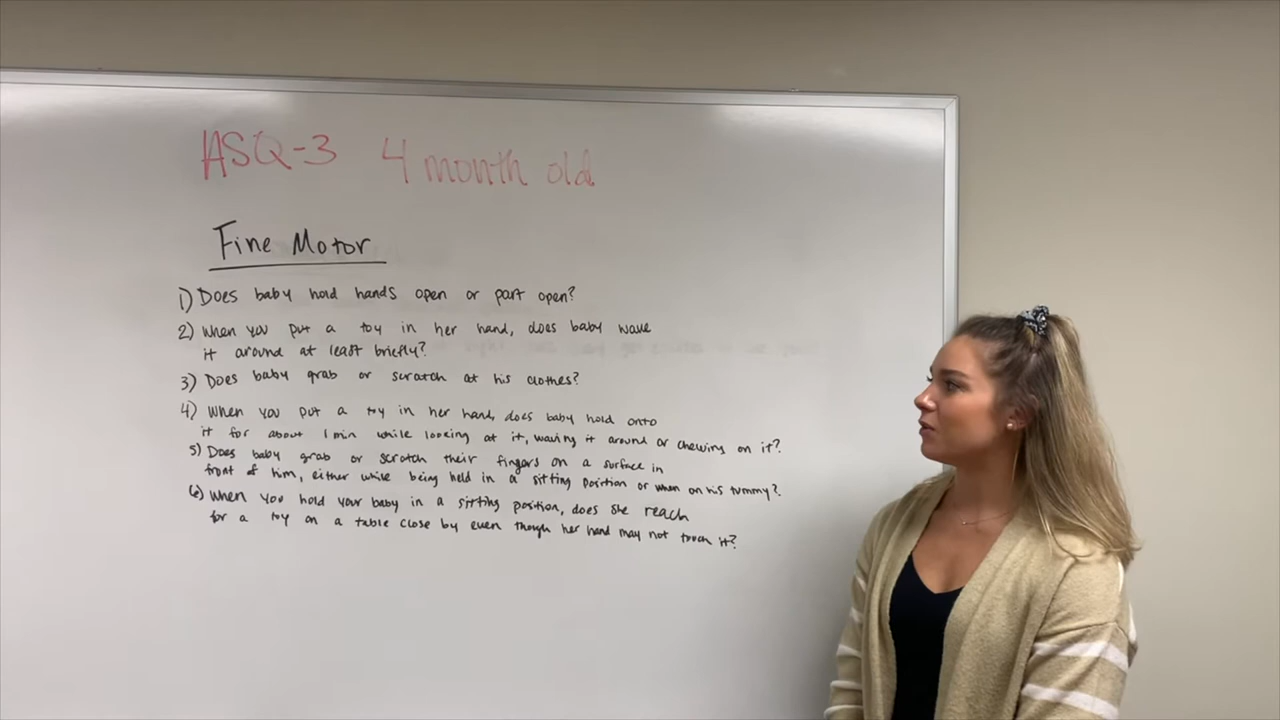 ASQ-3 4 month old
Fine Motor
1) Does baby hold hands open or part open?
2) When you put a toy in her hand, does baby wave
it around at least briefly?
3) Does baby grab or scratch at his clothes?
4) When you put a toy in her hand, does baby hold onto
it for about 1 min while looking at it, waving it around or chewing on it?
5) Does baby grab or scratch their fingers on a surface in
front of him, either while being held in a sitting position or when on his tummy?
6) When you hold your baby in a sitting position, does she reach
for a toy on a table close by even though her hand may not touch it?